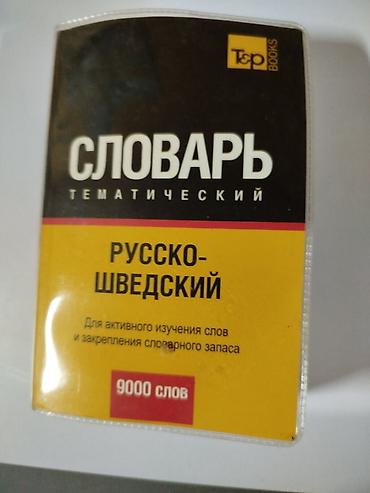 T&p
BOOKS
СЛОВАРЬ
ТЕМАТИЧЕСКИЙ
РУССКО-
ШВЕДСКИЙ
Для активного изучения слов
и закрепления словарного запаса
9000 слов